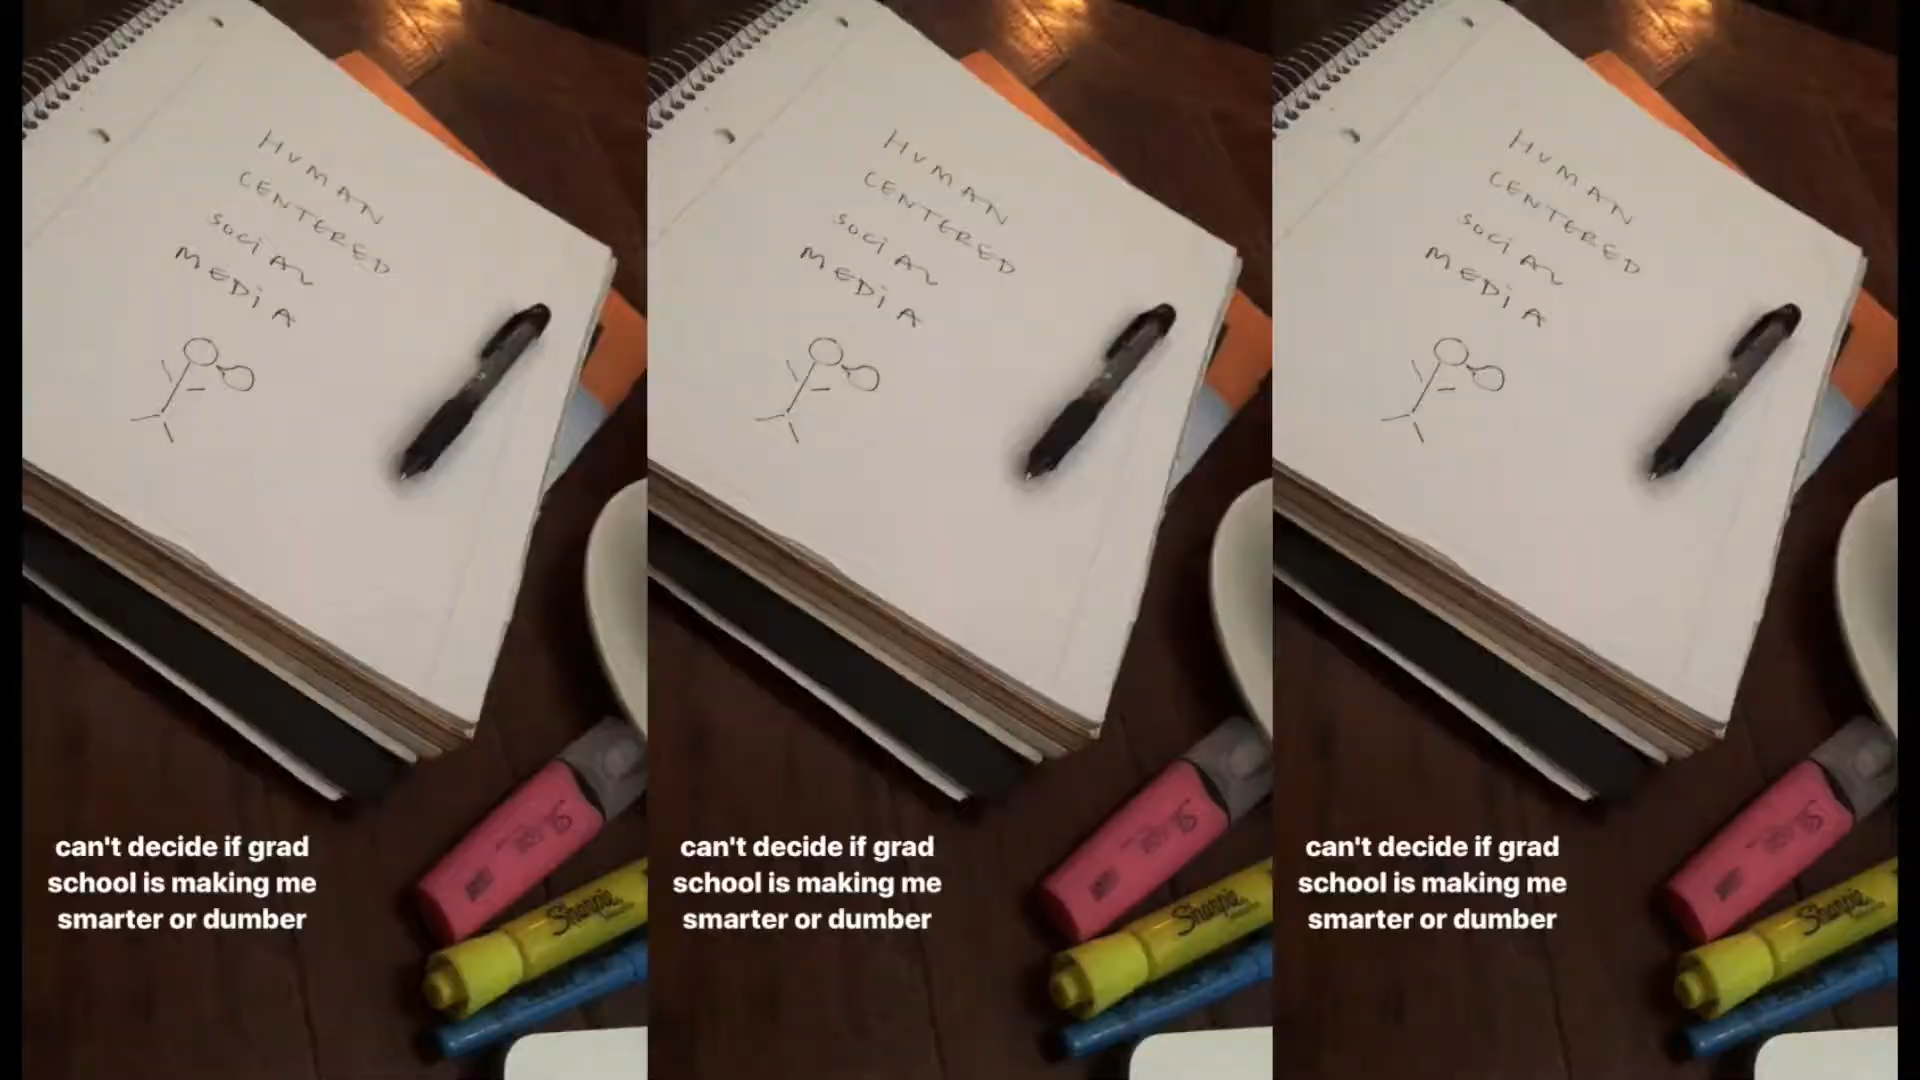 HUMAN
CENTERED
SOCIAL
MEDIA
can't decide if grad
school is making me
smarter or dumber
Sharpie
HUMAN
CENTERED
SOCIAL
MEDIA
can't decide if grad
school is making me
smarter or dumber
Sharpie
HUMAN
CENTERED
SOCIAL
MEDIA
can't decide if grad
school is making me
smarter or dumber
Sharpie